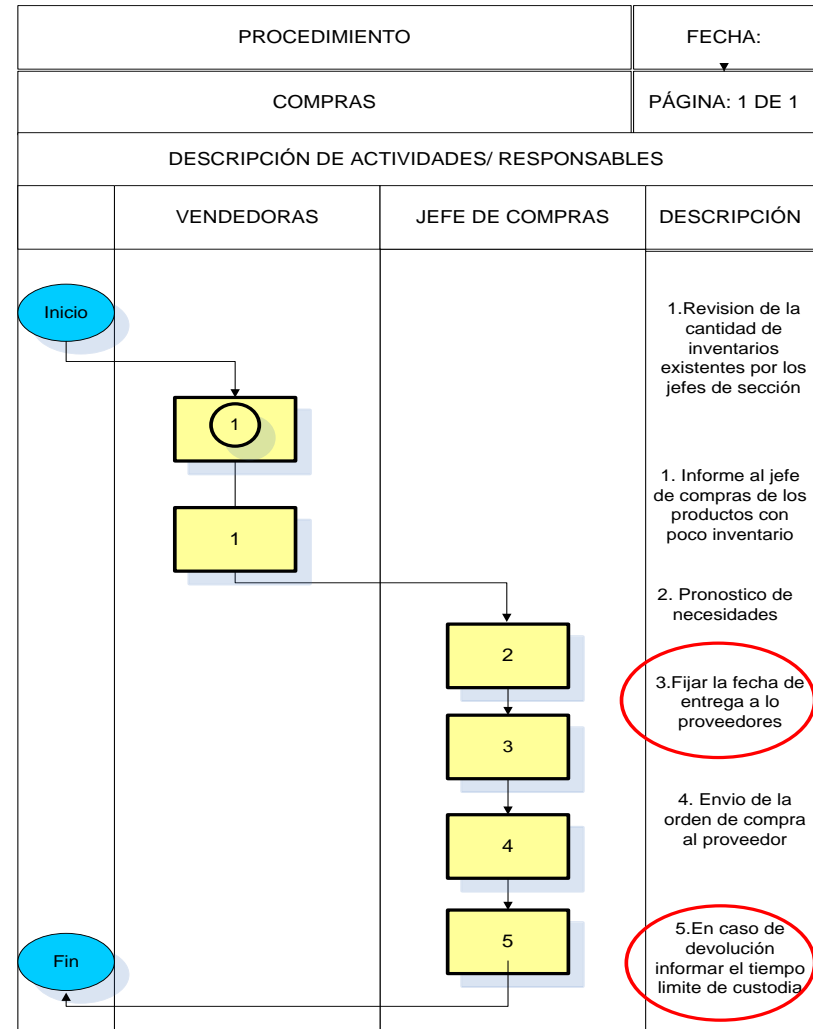 PROCEDIMIENTO
FECHA:
COMPRAS
PÁGINA: 1 DE 1
DESCRIPCIÓN DE ACTIVIDADES/ RESPONSABLES
VENDEDORAS
JEFE DE COMPRAS
DESCRIPCIÓN
Inicio
1.Revision de la
cantidad de
inventarios
existentes por los
jefes de sección
1
1. Informe al jefe
de compras de los
productos con
poco inventario
1
2. Pronostico de
necesidades
2
3.Fijar la fecha de
entrega a lo
proveedores
3
4. Envio de la
orden de compra
al proveedor
4
5.En caso de
devolución
informar el tiempo
limite de custodia
5
Fin